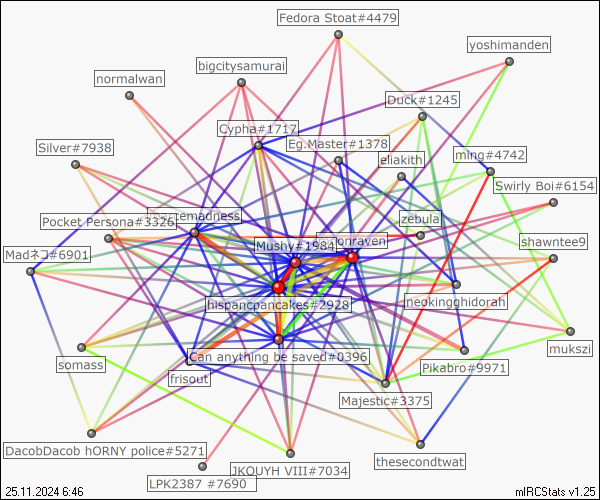 Fedora Stoat#4479
yoshimanden
bigcitysamurai
normalwan
Duck#1245
Cypha#1717
Eg.Master#1378
Silver#7938
eliakith
ming#4742
Swirly Boi#6154
Pocket Persona#3326
zebula
Mushy#1984
Madネコ#6901
shawntee9
hispancpancakes#2928
neokingghidorah
mukszi
somass
Can anything be saved#0396
Pikabro#9971
frisout
Majestic#3375
DacobDacob hORNY police#5271
JKQUYH VIII#7034
thesecondtwat
LPK2387 #7690
25.11.2024 6:46
mIRCStats v1.25